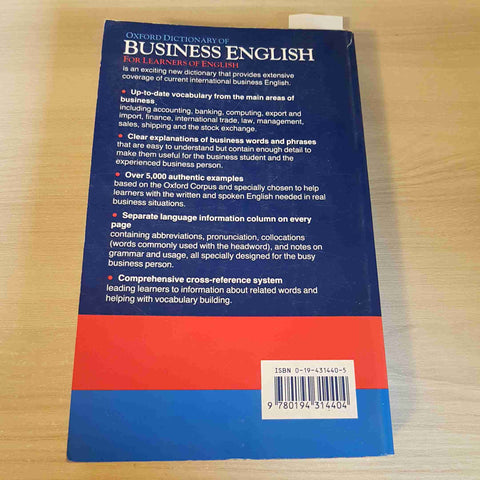 OXFORD DICTIONARY OF
BUSINESS ENGLISH
FOR LEARNERS OF ENGLISH
is an exciting new dictionary that provides extensive
coverage of current international business English.
• Up-to-date vocabulary from the main areas of
business
including accounting, banking, computing, export and
import, finance, international trade, law, management,
sales, shipping and the stock exchange.
• Clear explanations of business words and phrases
that are easy to understand but contain enough detail to
make them useful for the business student and the
experienced business person.
• Over 5,000 authentic examples
based on the Oxford Corpus and specially chosen to help
learners with the written and spoken English needed in real
business situations.
• Separate language information column on every
page
containing abbreviations, pronunciation, collocations
(words commonly used with the headword), and notes on
grammar and usage, all specially designed for the busy
business person.
• Comprehensive cross-reference system
leading learners to information about related words and
helping with vocabulary building.
ISBN 0-19-431440-5
9 780194 314404